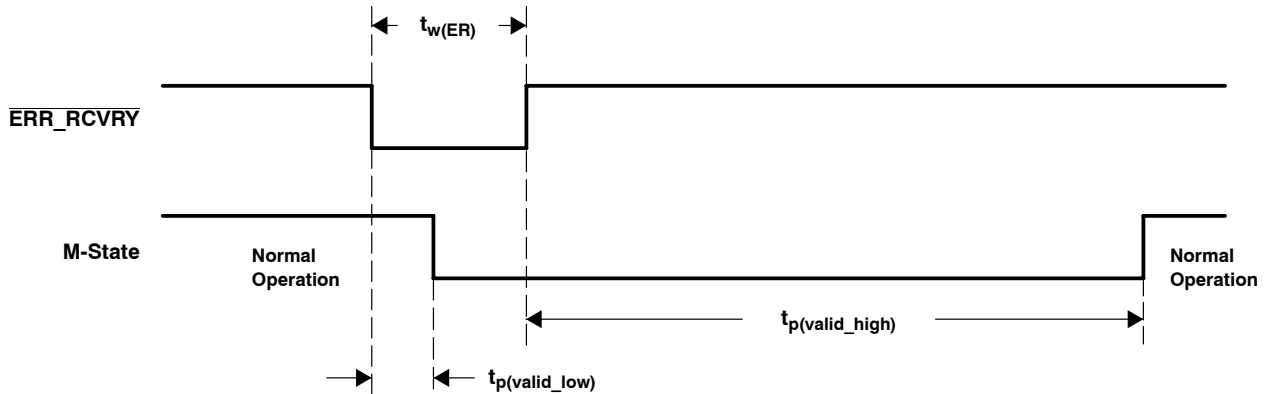 tw(ER)
ERR_RCVRY
M-State
Normal
Operation
Normal
Operation
tp(valid_high)
tp(valid_low)